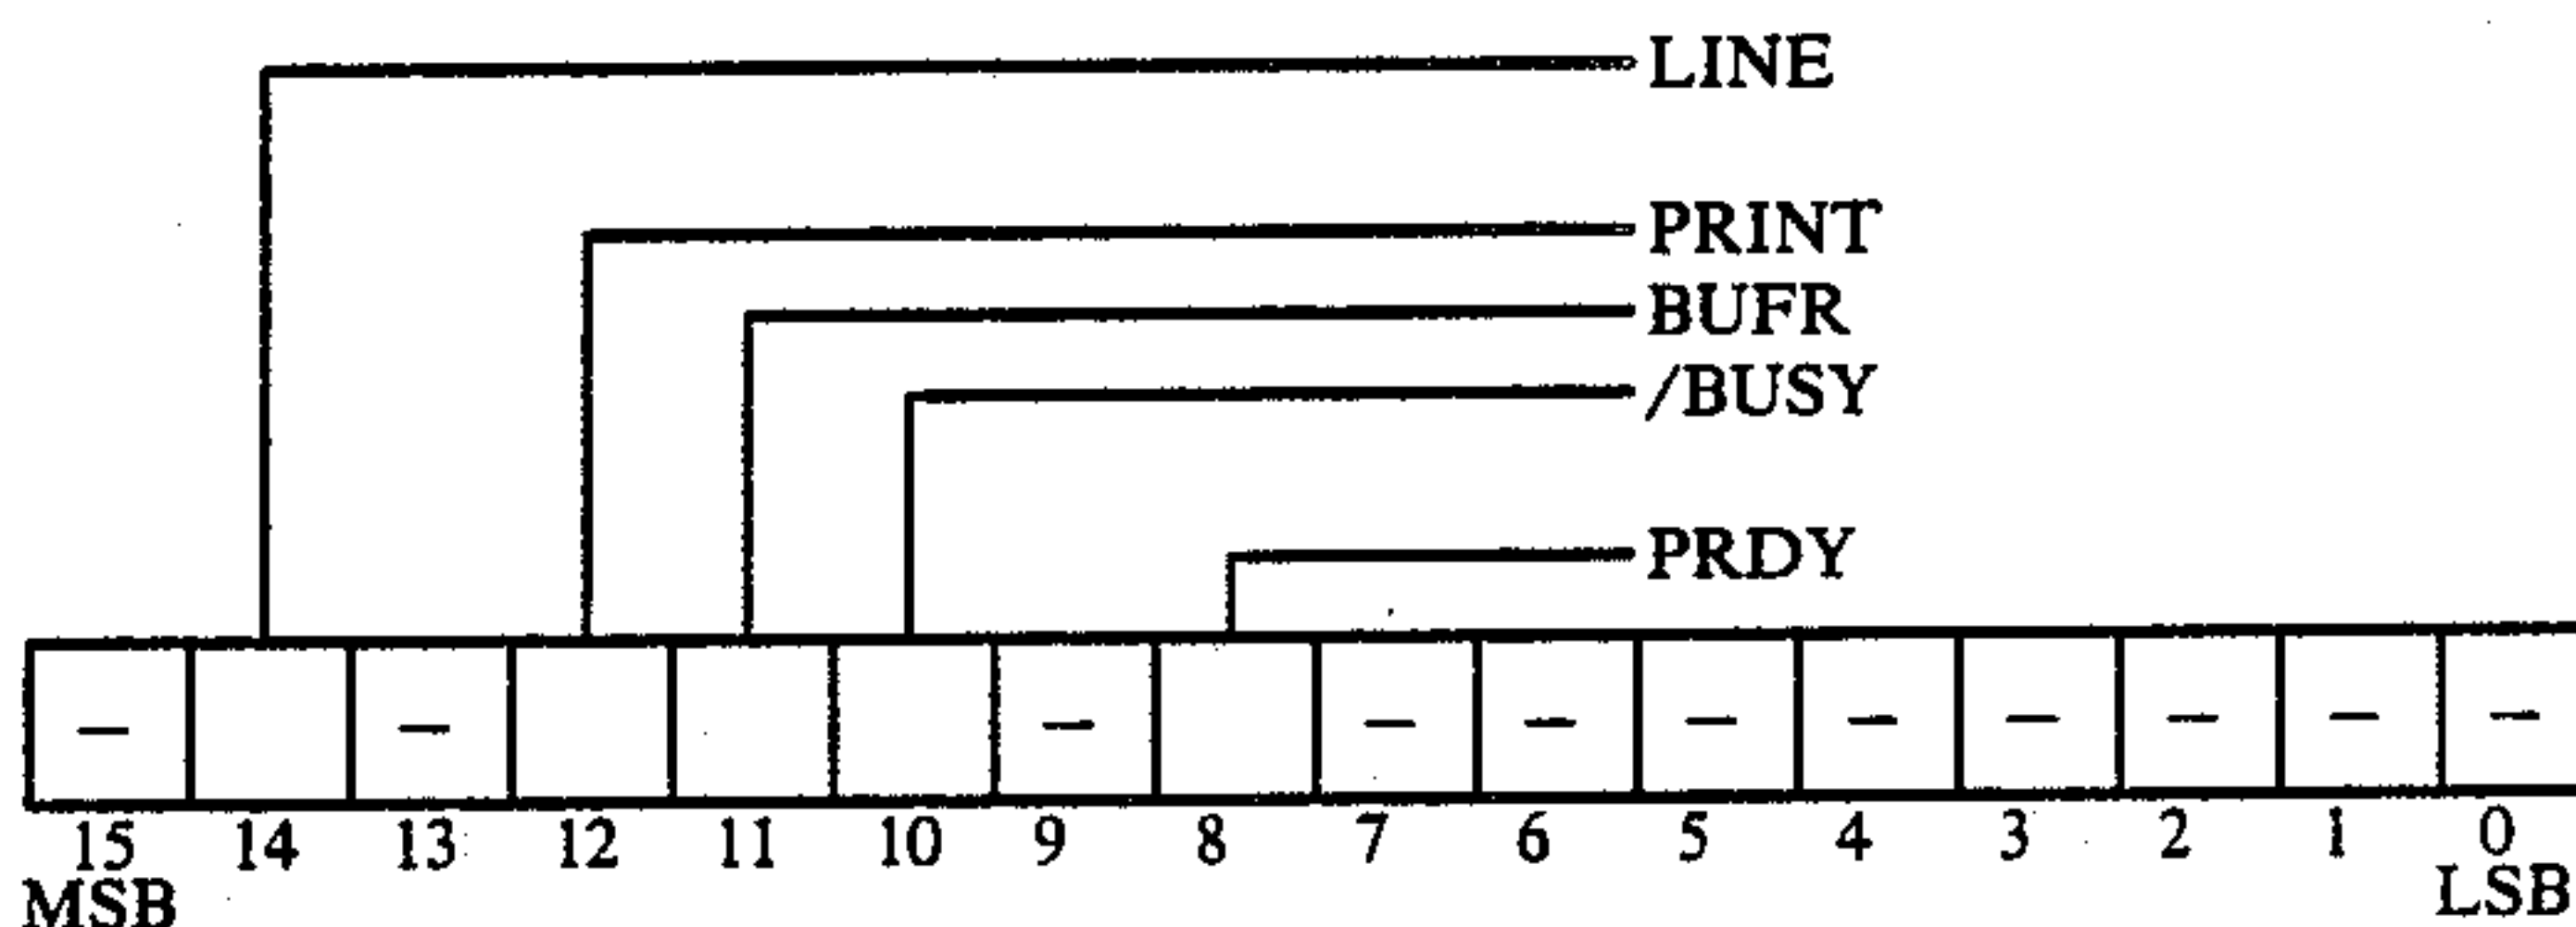 LINE
PRINT
BUFR
/BUSY
PRDY
– – – – – – – – – – –
15 14 13 12 11 10 9 8 7 6 5 4 3 2 1 0
MSB LSB